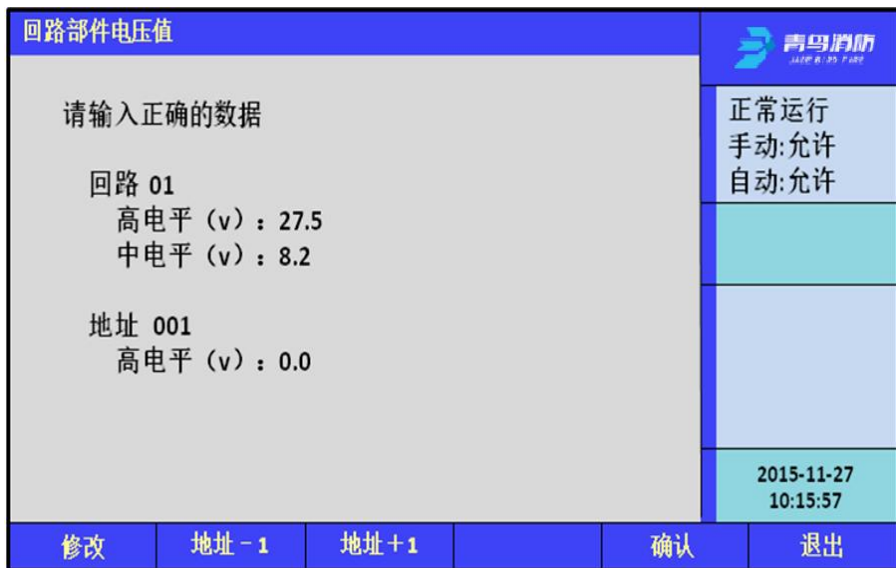 回路部件电压值
青鸟消防
JADE BIRD FIRE
请输入正确的数据
回路 01
高电平（v）：27.5
中电平（v）：8.2
地址 001
高电平（v）：0.0
正常运行
手动:允许
自动:允许
2015-11-27
10:15:57
修改
地址－1
地址＋1
确认
退出